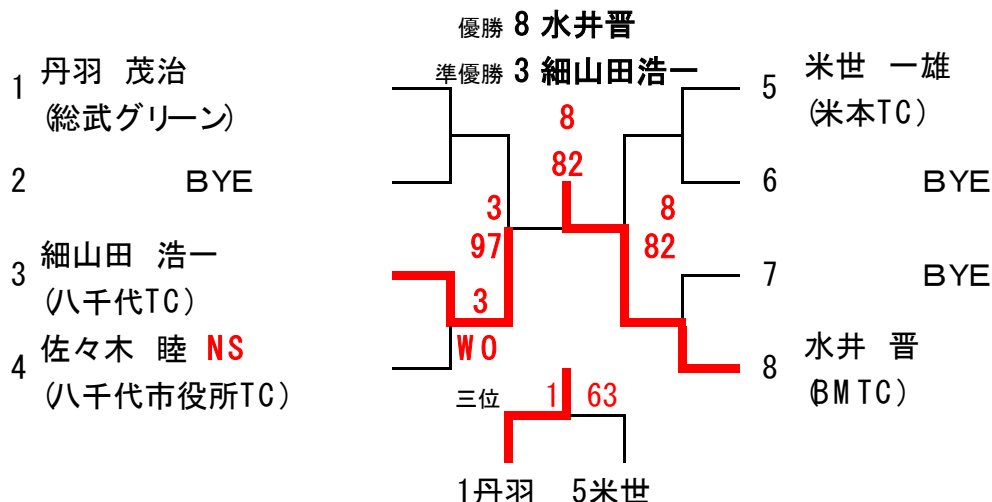 優勝 8 水井晋
準優勝 3 細山田浩一
1 丹羽 茂治
(総武グリーン)
2 BYE
3 細山田 浩一
(八千代TC)
4 佐々木 睦 NS
(八千代市役所TC)
8
82
3
97
3
WO
8
82
5 米世 一雄
(米本TC)
6 BYE
7 BYE
8 水井 晋
(BMTC)
三位 1 63
1丹羽 5米世